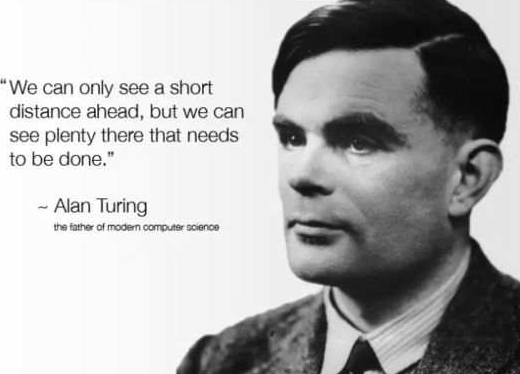 “We can only see a short
distance ahead, but we can
see plenty there that needs
to be done.”
~ Alan Turing
the father of modern computer science